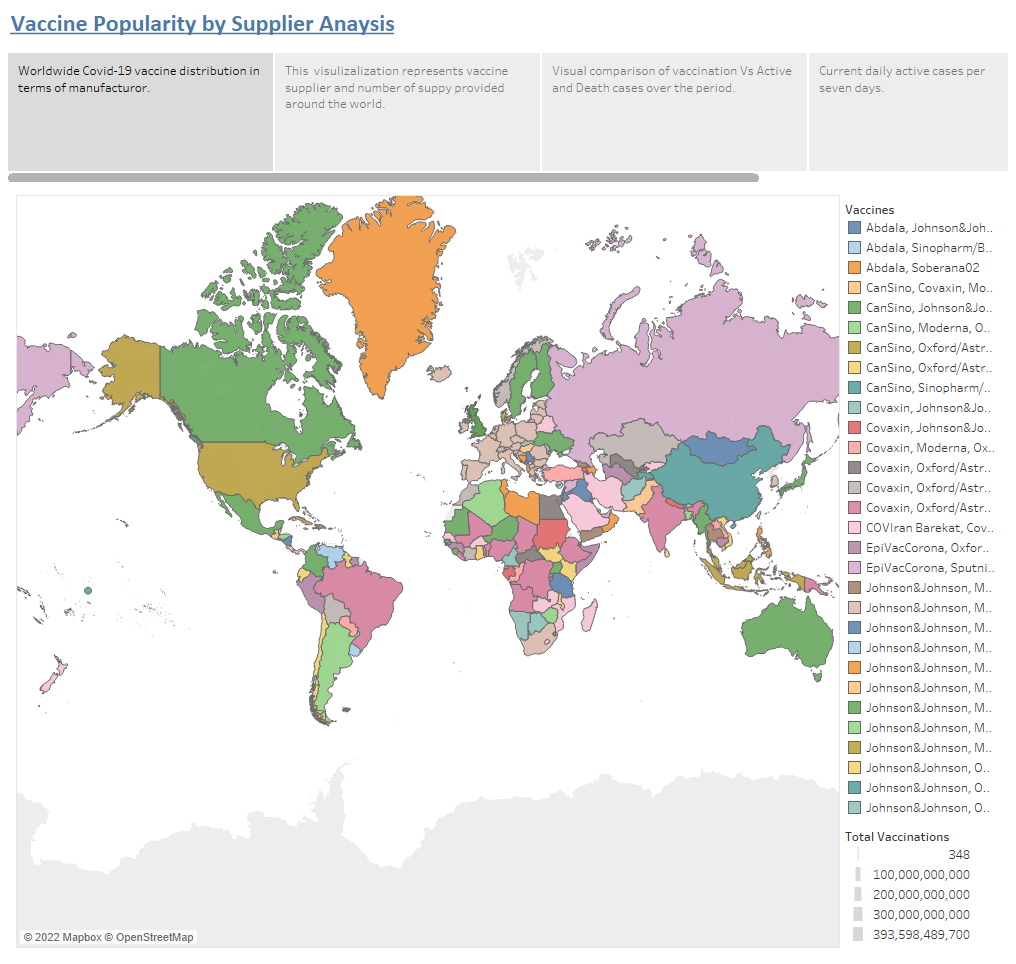 Vaccine Popularity by Supplier Anaysis
Worldwide Covid-19 vaccine distribution in
terms of manufacturor.
This  visulizalization represents vaccine
supplier and number of suppy provided
around the world.
Visual comparison of vaccination Vs Active
and Death cases over the period.
Current daily active cases per
seven days.
Vaccines
Abdala, Johnson&Joh..
Abdala, Sinopharm/B..
Abdala, Soberana02
CanSino, Covaxin, Mo..
CanSino, Johnson&Jo..
CanSino, Moderna, O..
CanSino, Oxford/Astr..
CanSino, Oxford/Astr..
CanSino, Sinopharm/..
Covaxin, Johnson&Jo..
Covaxin, Johnson&Jo..
Covaxin, Moderna, Ox..
Covaxin, Oxford/Astr..
Covaxin, Oxford/Astr..
Covaxin, Oxford/Astr..
COVIran Barekat, Cov..
EpiVacCorona, Oxfor..
EpiVacCorona, Sputni..
Johnson&Johnson, M..
Johnson&Johnson, M..
Johnson&Johnson, M..
Johnson&Johnson, M..
Johnson&Johnson, M..
Johnson&Johnson, M..
Johnson&Johnson, M..
Johnson&Johnson, M..
Johnson&Johnson, M..
Johnson&Johnson, O..
Johnson&Johnson, O..
Johnson&Johnson, O..
Total Vaccinations
348
100,000,000,000
200,000,000,000
300,000,000,000
393,598,489,700
© 2022 Mapbox © OpenStreetMap